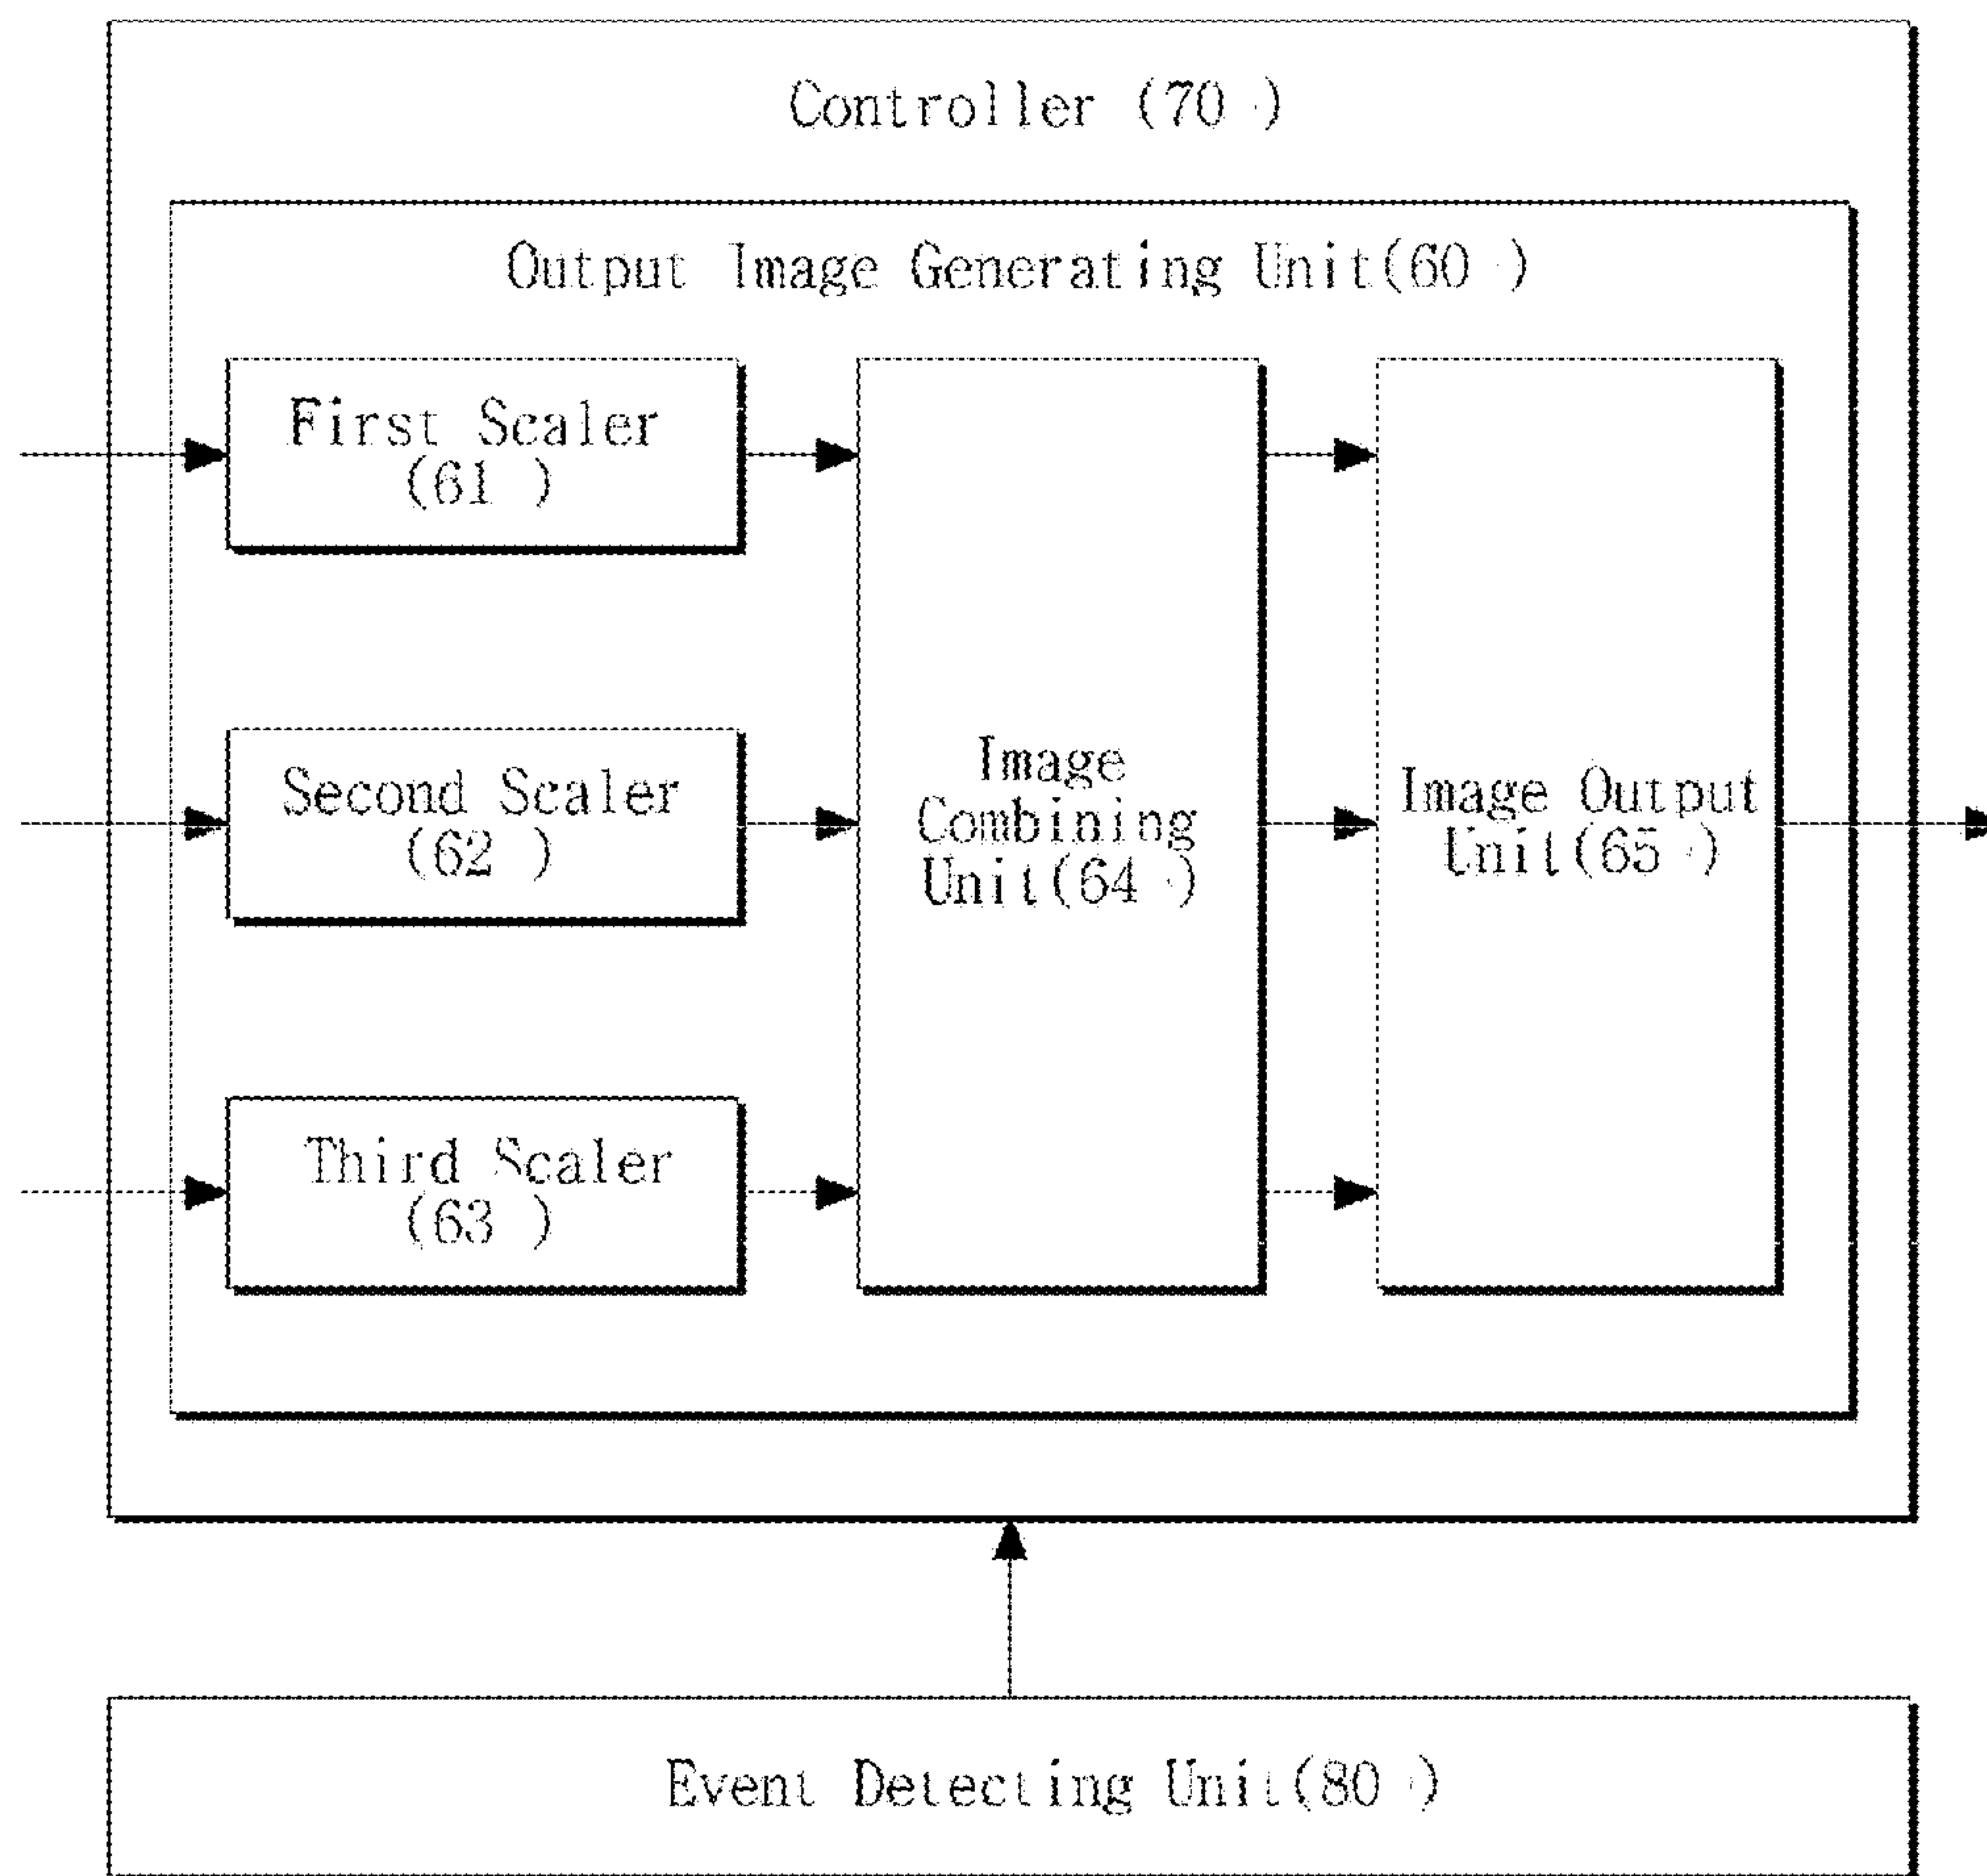 Controller (70 )
Output Image Generating Unit(60 )
First Scaler
(61 )
Second Scaler
(62 )
Third Scaler
(63 )
Image
Combining
Unit(64 )
Image Output
Unit(65 )
Event Detecting Unit(80 )